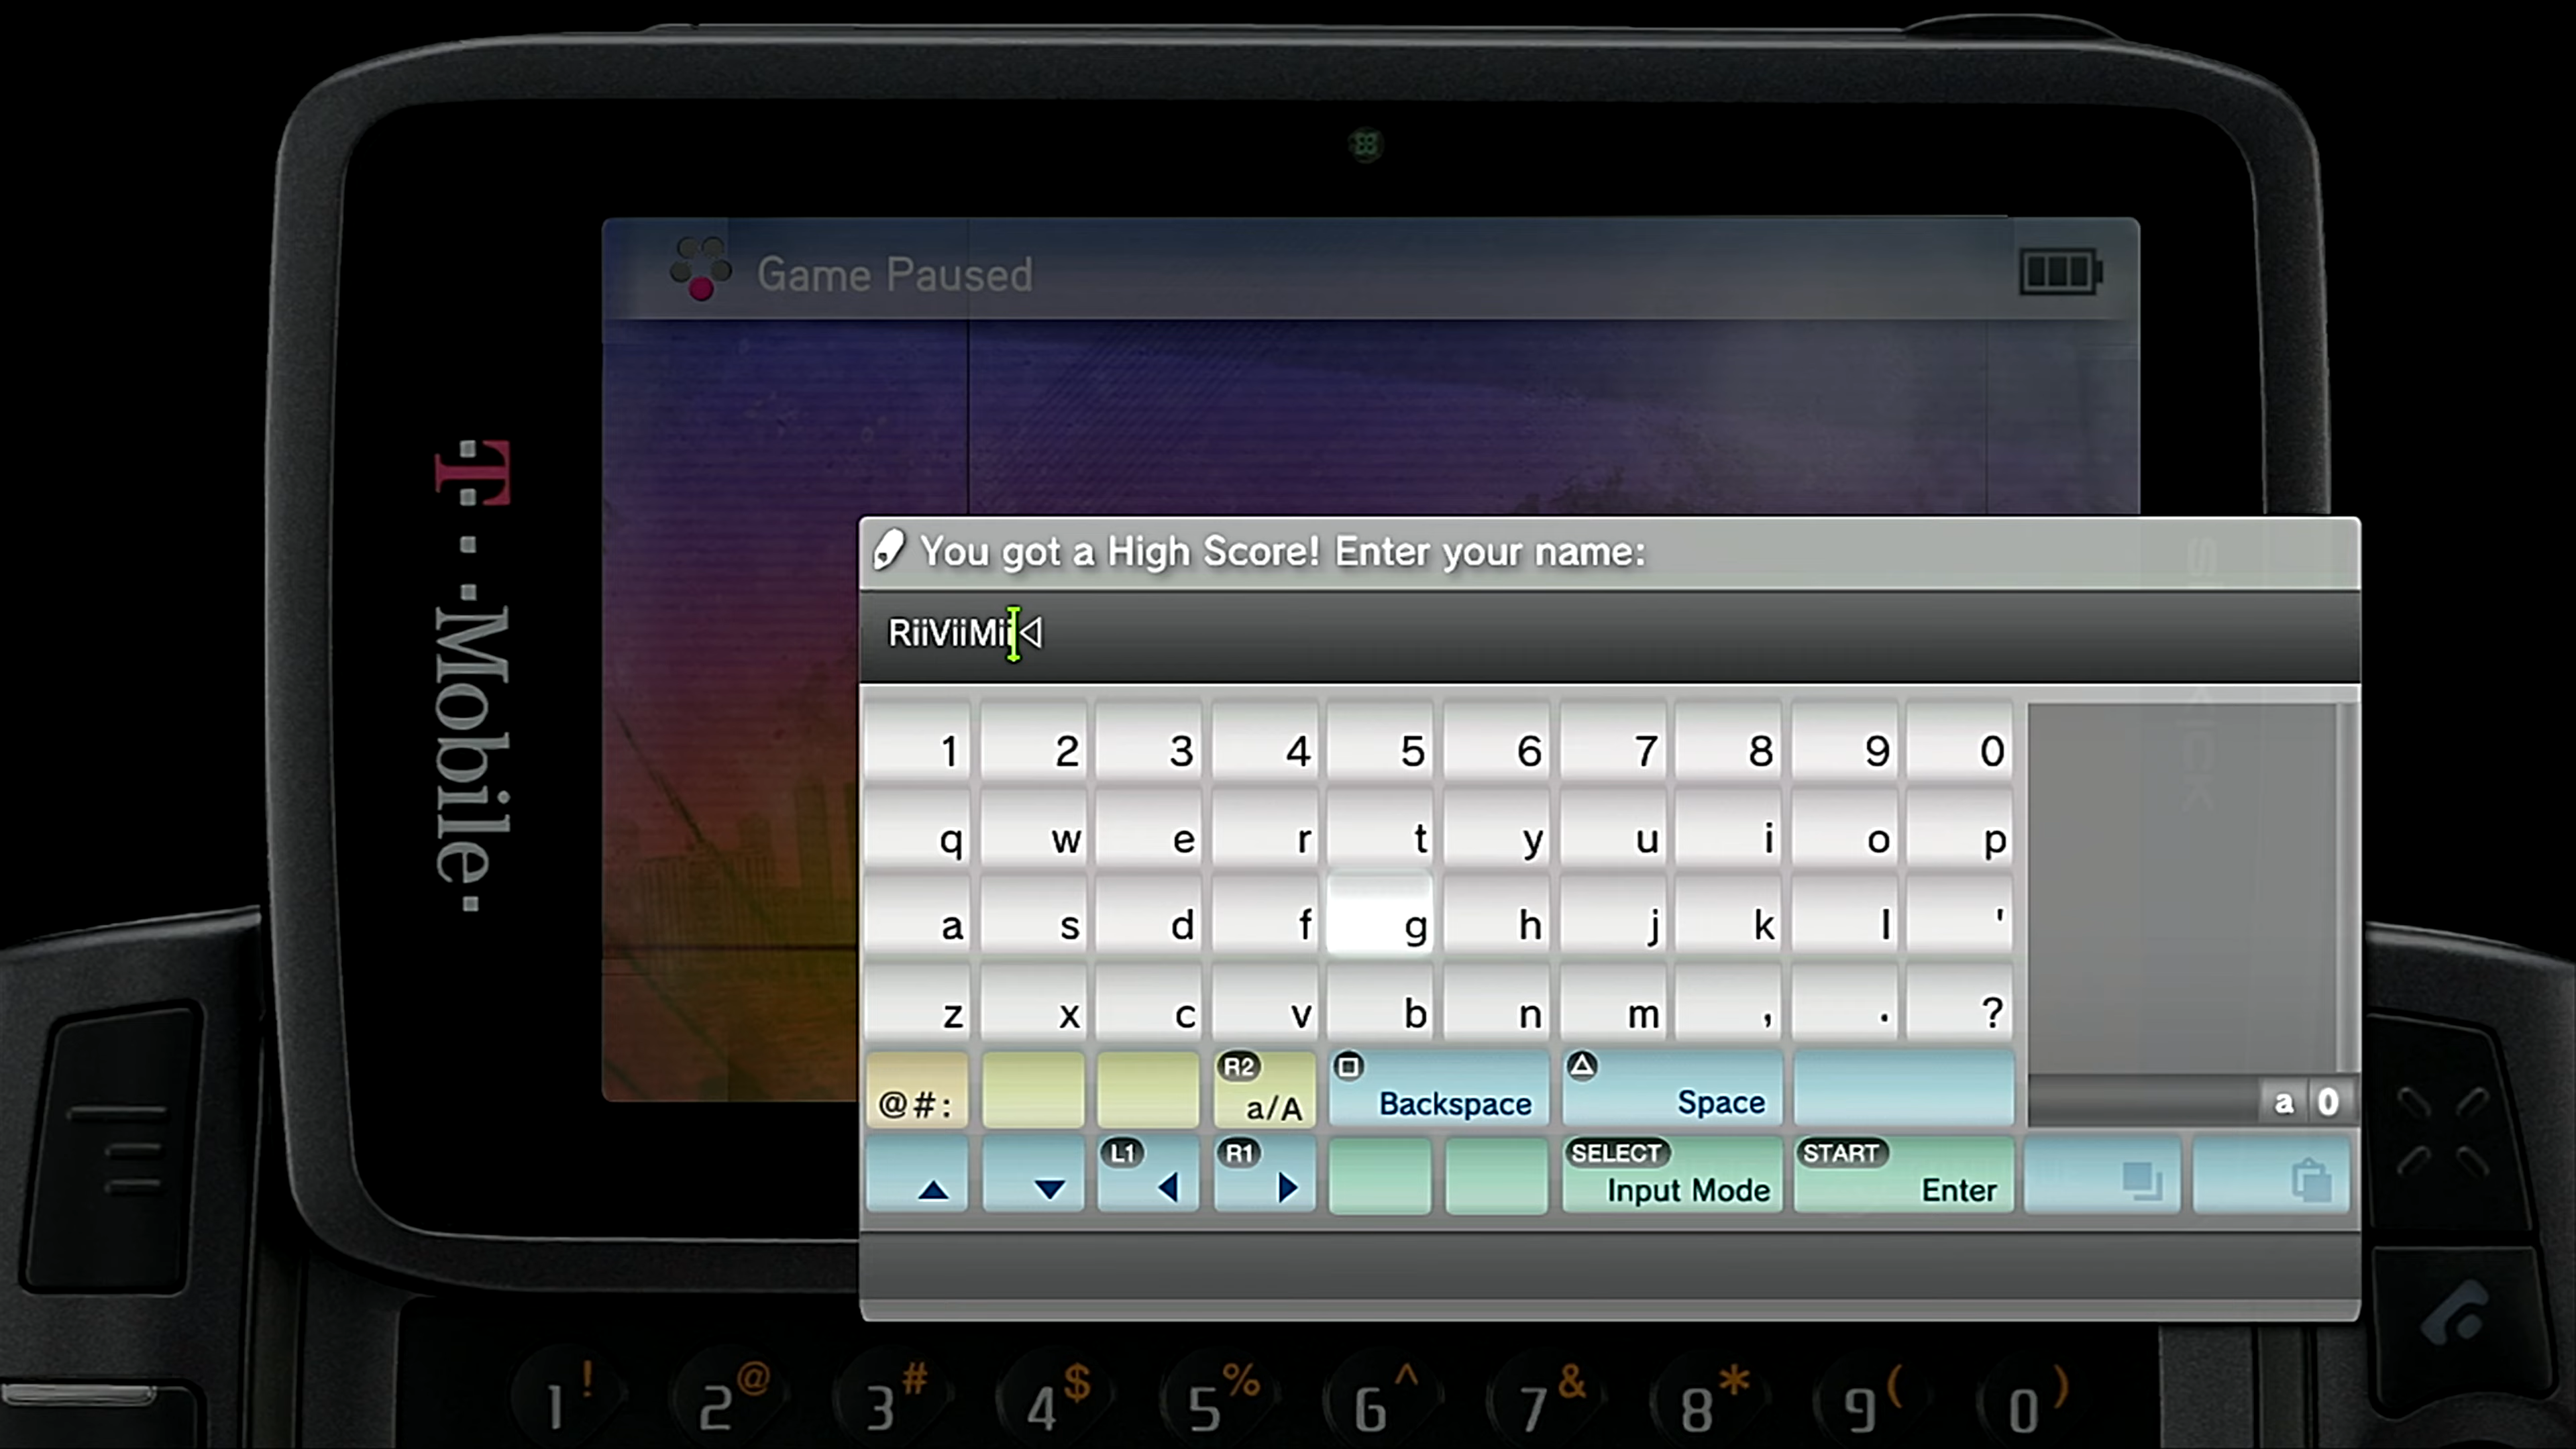 Game Paused
T··Mobile·
You got a High Score! Enter your name:
RiiViiMii
1 2 3 4 5 6 7 8 9 0
q w e r t y u i o p
a s d f g h j k l '
z x c v b n m , . ?
@#: R2 a/A Backspace Space
a 0
L1 R1 SELECT Input Mode START Enter
1! 2@ 3# 4$ 5% 6^ 7& 8* 9( 0)